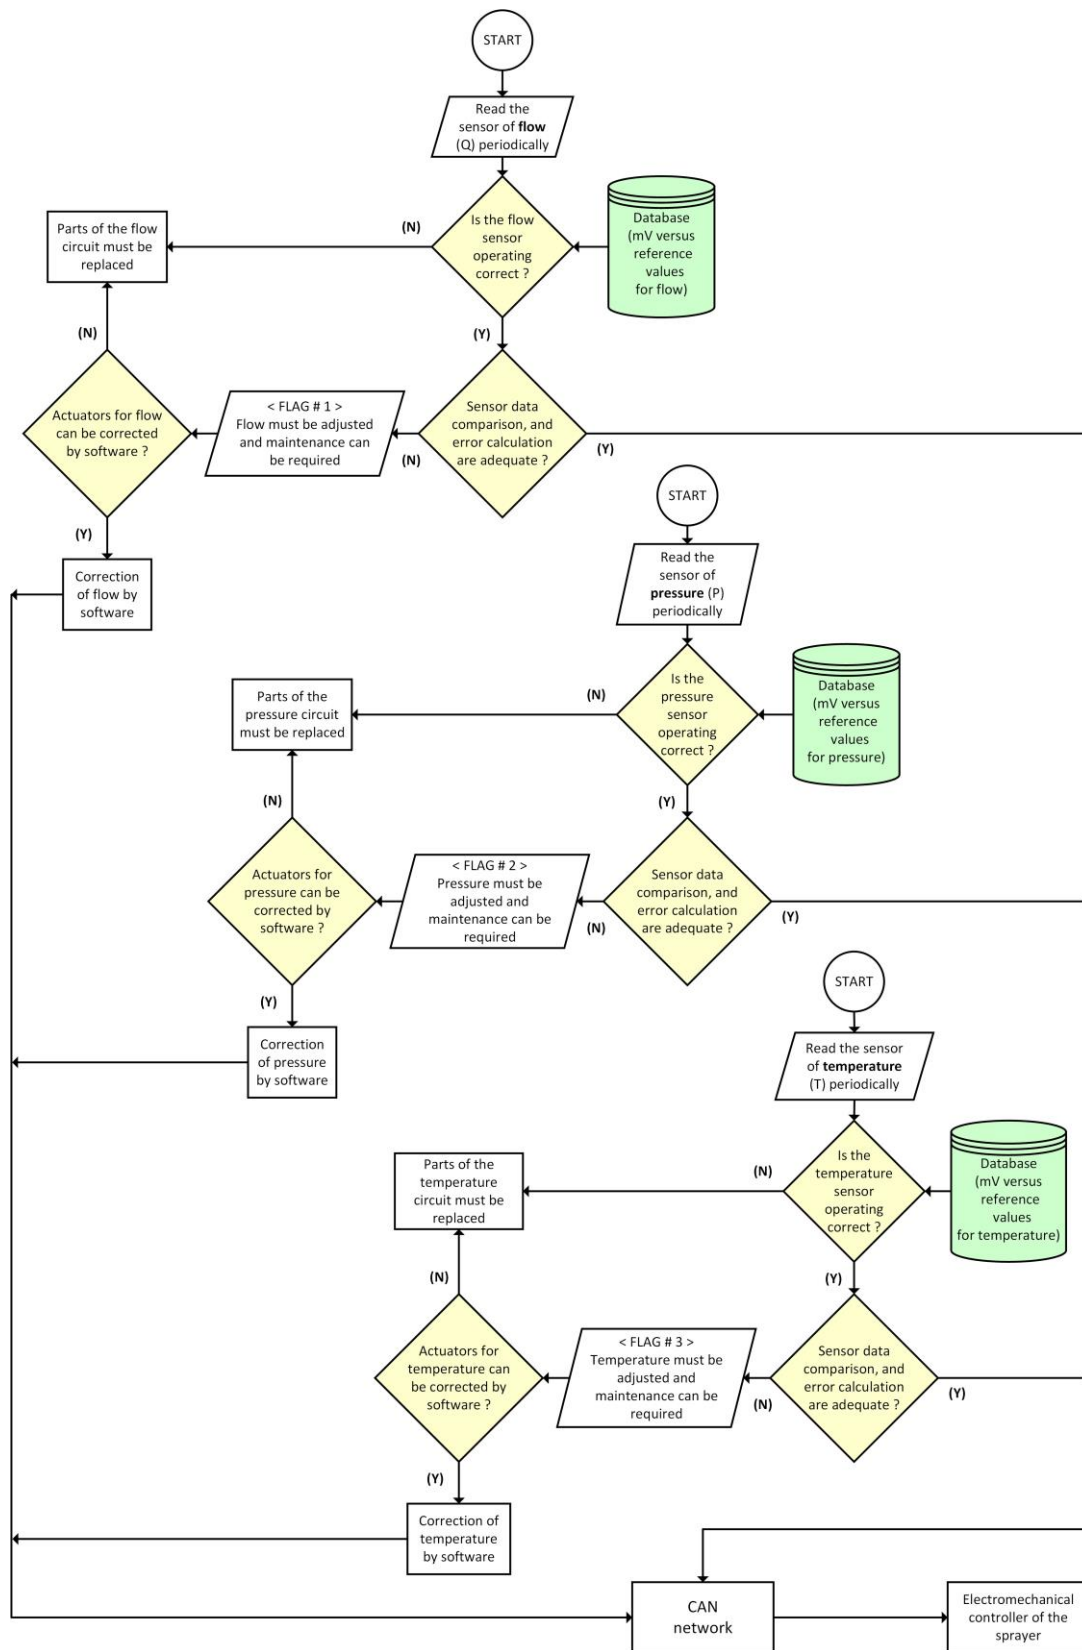 START
Read the
sensor of flow
(Q) periodically
Is the flow
sensor
operating
correct ?
Database
(mV versus
reference
values
for flow)
(N)
Parts of the flow
circuit must be
replaced
(Y)
(N)
Actuators for flow
can be corrected
by software ?
< FLAG # 1 >
Flow must be adjusted
and maintenance can
be required
(N)
Sensor data
comparison, and
error calculation
are adequate ?
(Y)
(Y)
Correction
of flow by
software
START
Read the
sensor of
pressure (P)
periodically
Is the
pressure
sensor
operating
correct ?
Database
(mV versus
reference
values
for pressure)
(N)
Parts of the
pressure circuit
must be replaced
(Y)
(N)
Actuators for
pressure can be
corrected by
software ?
< FLAG # 2 >
Pressure must be
adjusted and
maintenance can be
required
(N)
Sensor data
comparison, and
error calculation
are adequate ?
(Y)
(Y)
Correction
of pressure
by software
START
Read the sensor
of temperature
(T) periodically
Is the
temperature
sensor
operating
correct ?
Database
(mV versus
reference
values
for temperature)
(N)
Parts of the
temperature
circuit must be
replaced
(Y)
(N)
Actuators for
temperature can
be corrected by
software ?
< FLAG # 3 >
Temperature must be
adjusted and
maintenance can be
required
(N)
Sensor data
comparison, and
error calculation
are adequate ?
(Y)
(Y)
Correction of
temperature
by software
CAN
network
Electromechanical
controller of the
sprayer